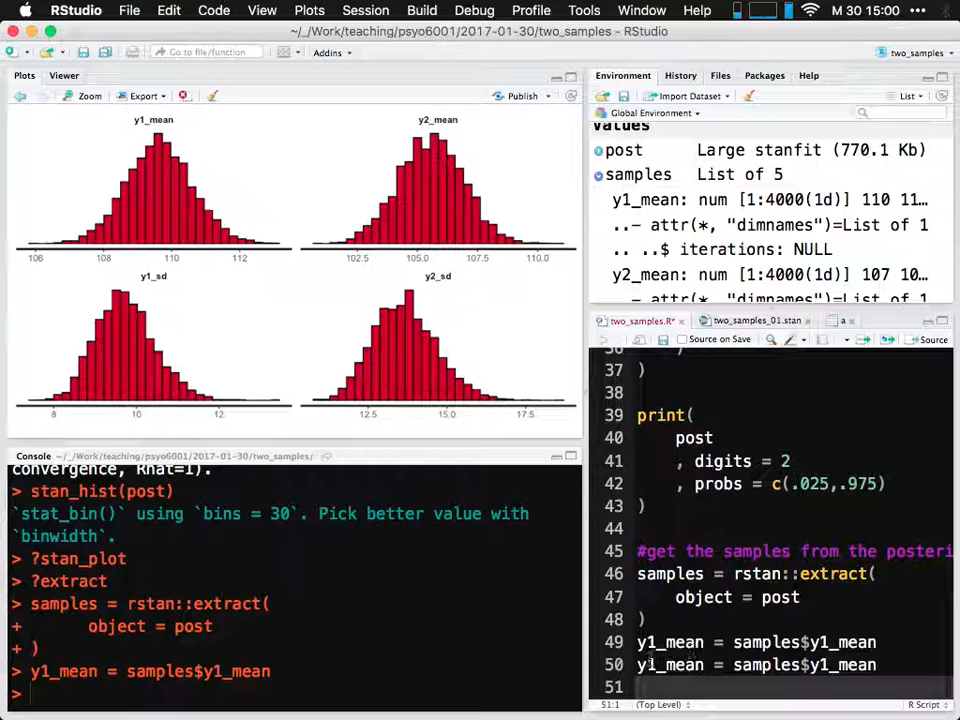 RStudio File Edit Code View Plots Session Build Debug Profile Tools Window Help M 30 15:00
~/_Work/teaching/psyo6001/2017-01-30/two_samples - RStudio
Go to file/function Addins two_samples
Plots Viewer
Zoom Export Publish
y1_mean y2_mean
106 108 110 112 102.5 105.0 107.5 110.0
y1_sd y2_sd
8 10 12 12.5 15.0 17.5
Console ~/_Work/teaching/psyo6001/2017-01-30/two_samples/
convergence, Rhat=1).
> stan_hist(post)
`stat_bin()` using `bins = 30`. Pick better value with
`binwidth`.
> ?stan_plot
> ?extract
> samples = rstan::extract(
+ object = post
+ )
> y1_mean = samples$y1_mean
>
Environment History Files Packages Help
Import Dataset List
Global Environment
Values
post Large stanfit (770.1 Kb)
samples List of 5
y1_mean: num [1:4000(1d)] 110 11…
..- attr(*, "dimnames")=List of 1
.. ..$ iterations: NULL
y2_mean: num [1:4000(1d)] 107 10…
..- attr(*, "dimnames")=List of 1
two_samples.R* two_samples_01.stan a
Source on Save Source
36 )
37 )
38
39 print(
40 post
41 , digits = 2
42 , probs = c(.025,.975)
43 )
44
45 #get the samples from the posteri
46 samples = rstan::extract(
47 object = post
48 )
49 y1_mean = samples$y1_mean
50 y1_mean = samples$y1_mean
51
51:1 (Top Level) R Script